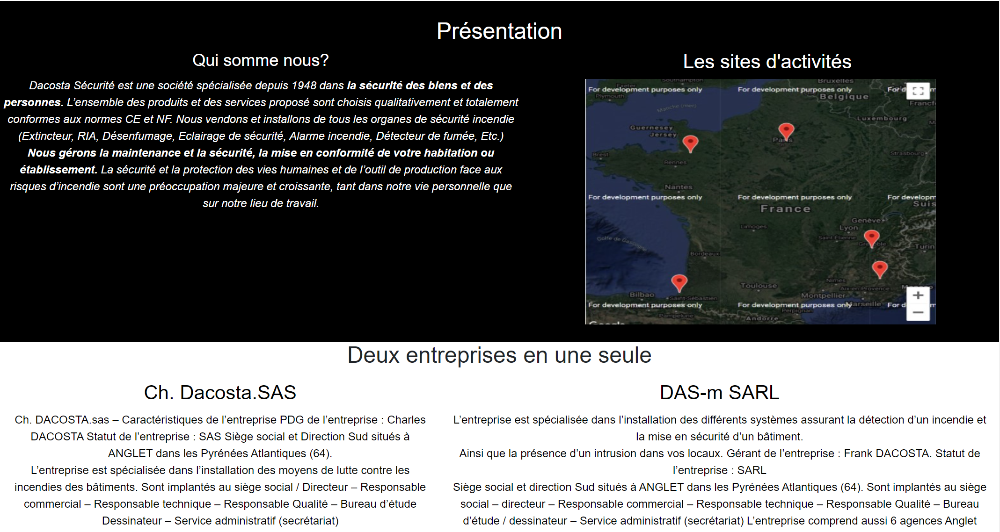 Présentation
Qui somme nous?
Dacosta Sécurité est une société spécialisée depuis 1948 dans la sécurité des biens et des
personnes. L’ensemble des produits et des services proposé sont choisis qualitativement et totalement
conformes aux normes CE et NF. Nous vendons et installons de tous les organes de sécurité incendie
(Extincteur, RIA, Désenfumage, Eclairage de sécurité, Alarme incendie, Détecteur de fumée, Etc.)
Nous gérons la maintenance et la sécurité, la mise en conformité de votre habitation ou
établissement. La sécurité et la protection des vies humaines et de l’outil de production face aux
risques d’incendie sont une préoccupation majeure et croissante, tant dans notre vie personnelle que
sur notre lieu de travail.
Les sites d'activités
Southampton
Bruxelles
For development purposes only
For development purposes only
Exeter
Plymouth
Belgique
Manche (mer)
Luxembourg
Guernesey
Jersey
Paris
Brest
Strasbourg
Rennes
Nantes
For development purposes only
For development purposes only
France
Genève
Limoges
Lyon
Saint-Étienne
Golfe de Gascogne
Turin
Bordeaux
Nîmes
Toulouse
Aix-en-Provence
Bilbao
Saint-Sébastien
Montpellier
Marseille
For development purposes only
For development purposes only
Perpignan
Pampelune
Andorre
Google
Deux entreprises en une seule
Ch. Dacosta.SAS
Ch. DACOSTA.sas – Caractéristiques de l’entreprise PDG de l’entreprise : Charles
DACOSTA Statut de l’entreprise : SAS Siège social et Direction Sud situés à
ANGLET dans les Pyrénées Atlantiques (64).
L’entreprise est spécialisée dans l’installation des moyens de lutte contre les
incendies des bâtiments. Sont implantés au siège social / Directeur – Responsable
commercial – Responsable technique – Responsable Qualité – Bureau d’étude
Dessinateur – Service administratif (secrétariat)
DAS-m SARL
L’entreprise est spécialisée dans l’installation des différents systèmes assurant la détection d’un incendie et
la mise en sécurité d’un bâtiment.
Ainsi que la présence d’un intrusion dans vos locaux. Gérant de l’entreprise : Frank DACOSTA. Statut de
l’entreprise : SARL
Siège social et direction Sud situés à ANGLET dans les Pyrénées Atlantiques (64). Sont implantés au siège
social – directeur – Responsable commercial – Responsable technique – Responsable Qualité – Bureau
d’étude / dessinateur – Service administratif (secrétariat) L’entreprise comprend aussi 6 agences Anglet